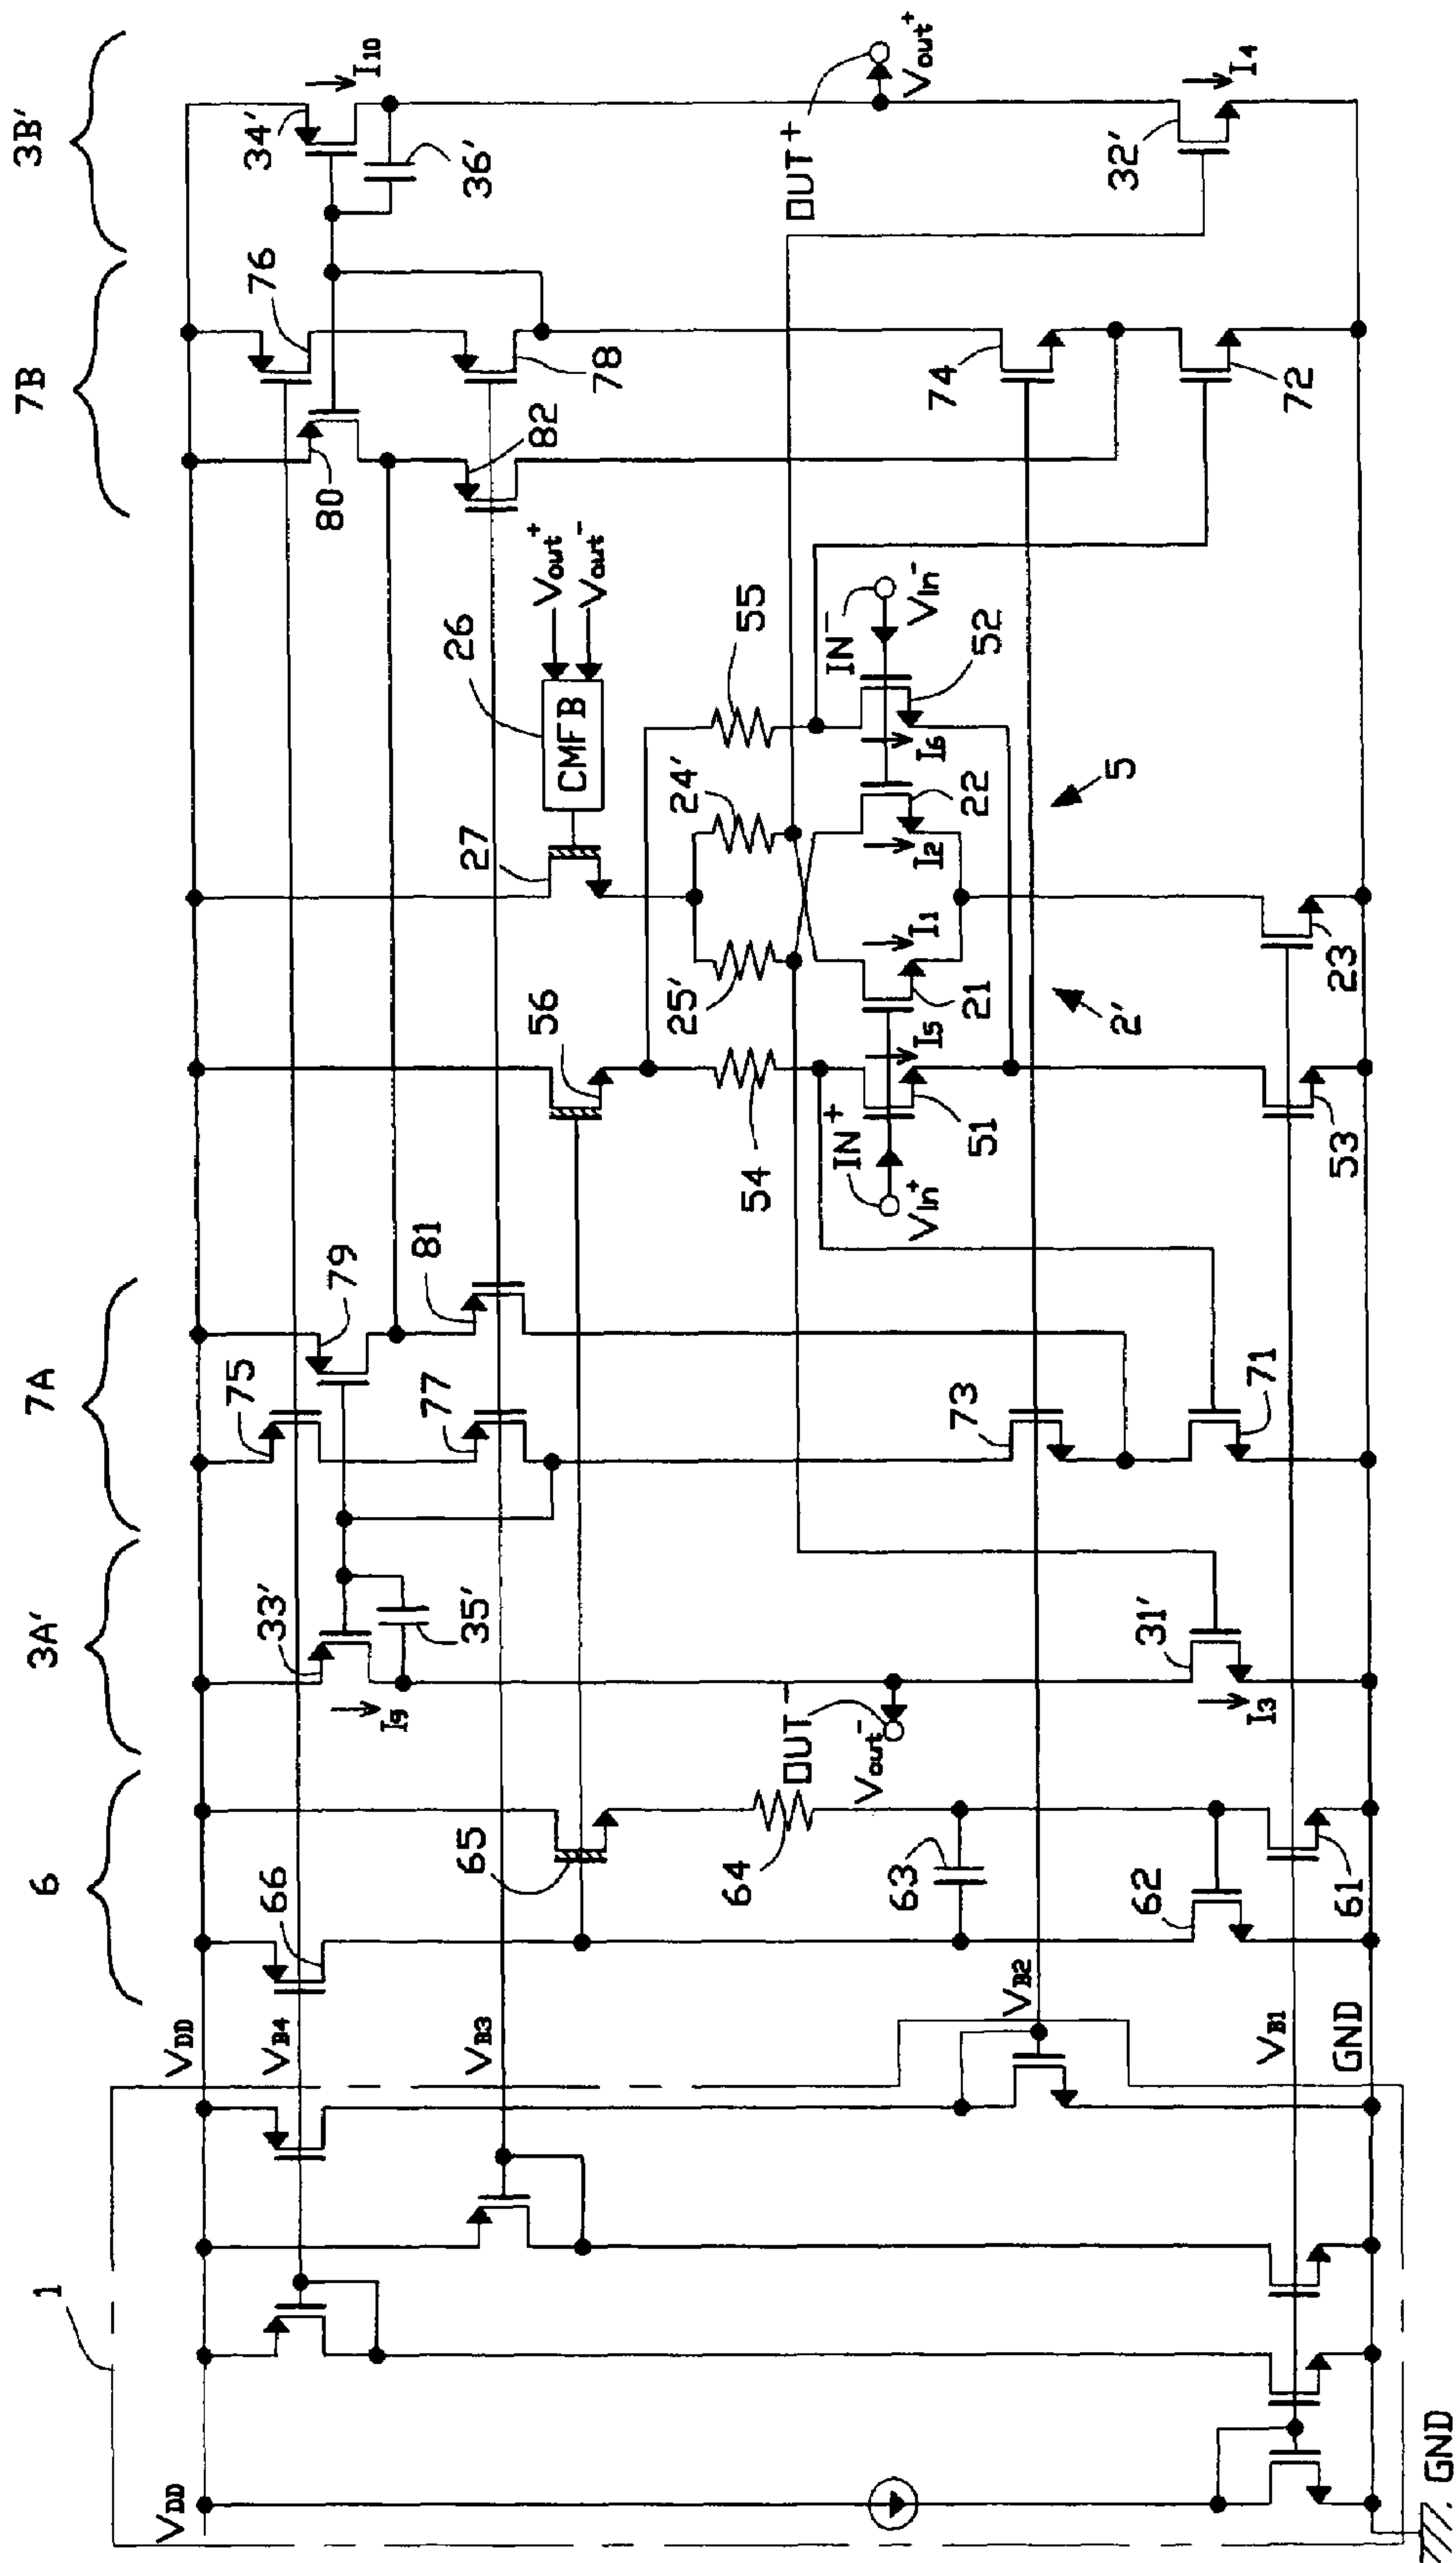 1
6
3A'
7A
7B
3B'
VDD
VDD
VB4
66
33'
75
79
80
76
34'
I9
I10
35'
36'
VB3
65
77
81
56
27
26
CMFB
Vout+
Vout-
82
78
64
OUT-
Vout-
54
25'
24'
55
OUT+
Vout+
IN+
Vin+
I5
I1
I2
I6
IN-
Vin-
51
21
22
52
63
VB2
73
74
2'
5
62
31'
71
72
32'
I3
I4
VB1
61
53
23
GND
GND